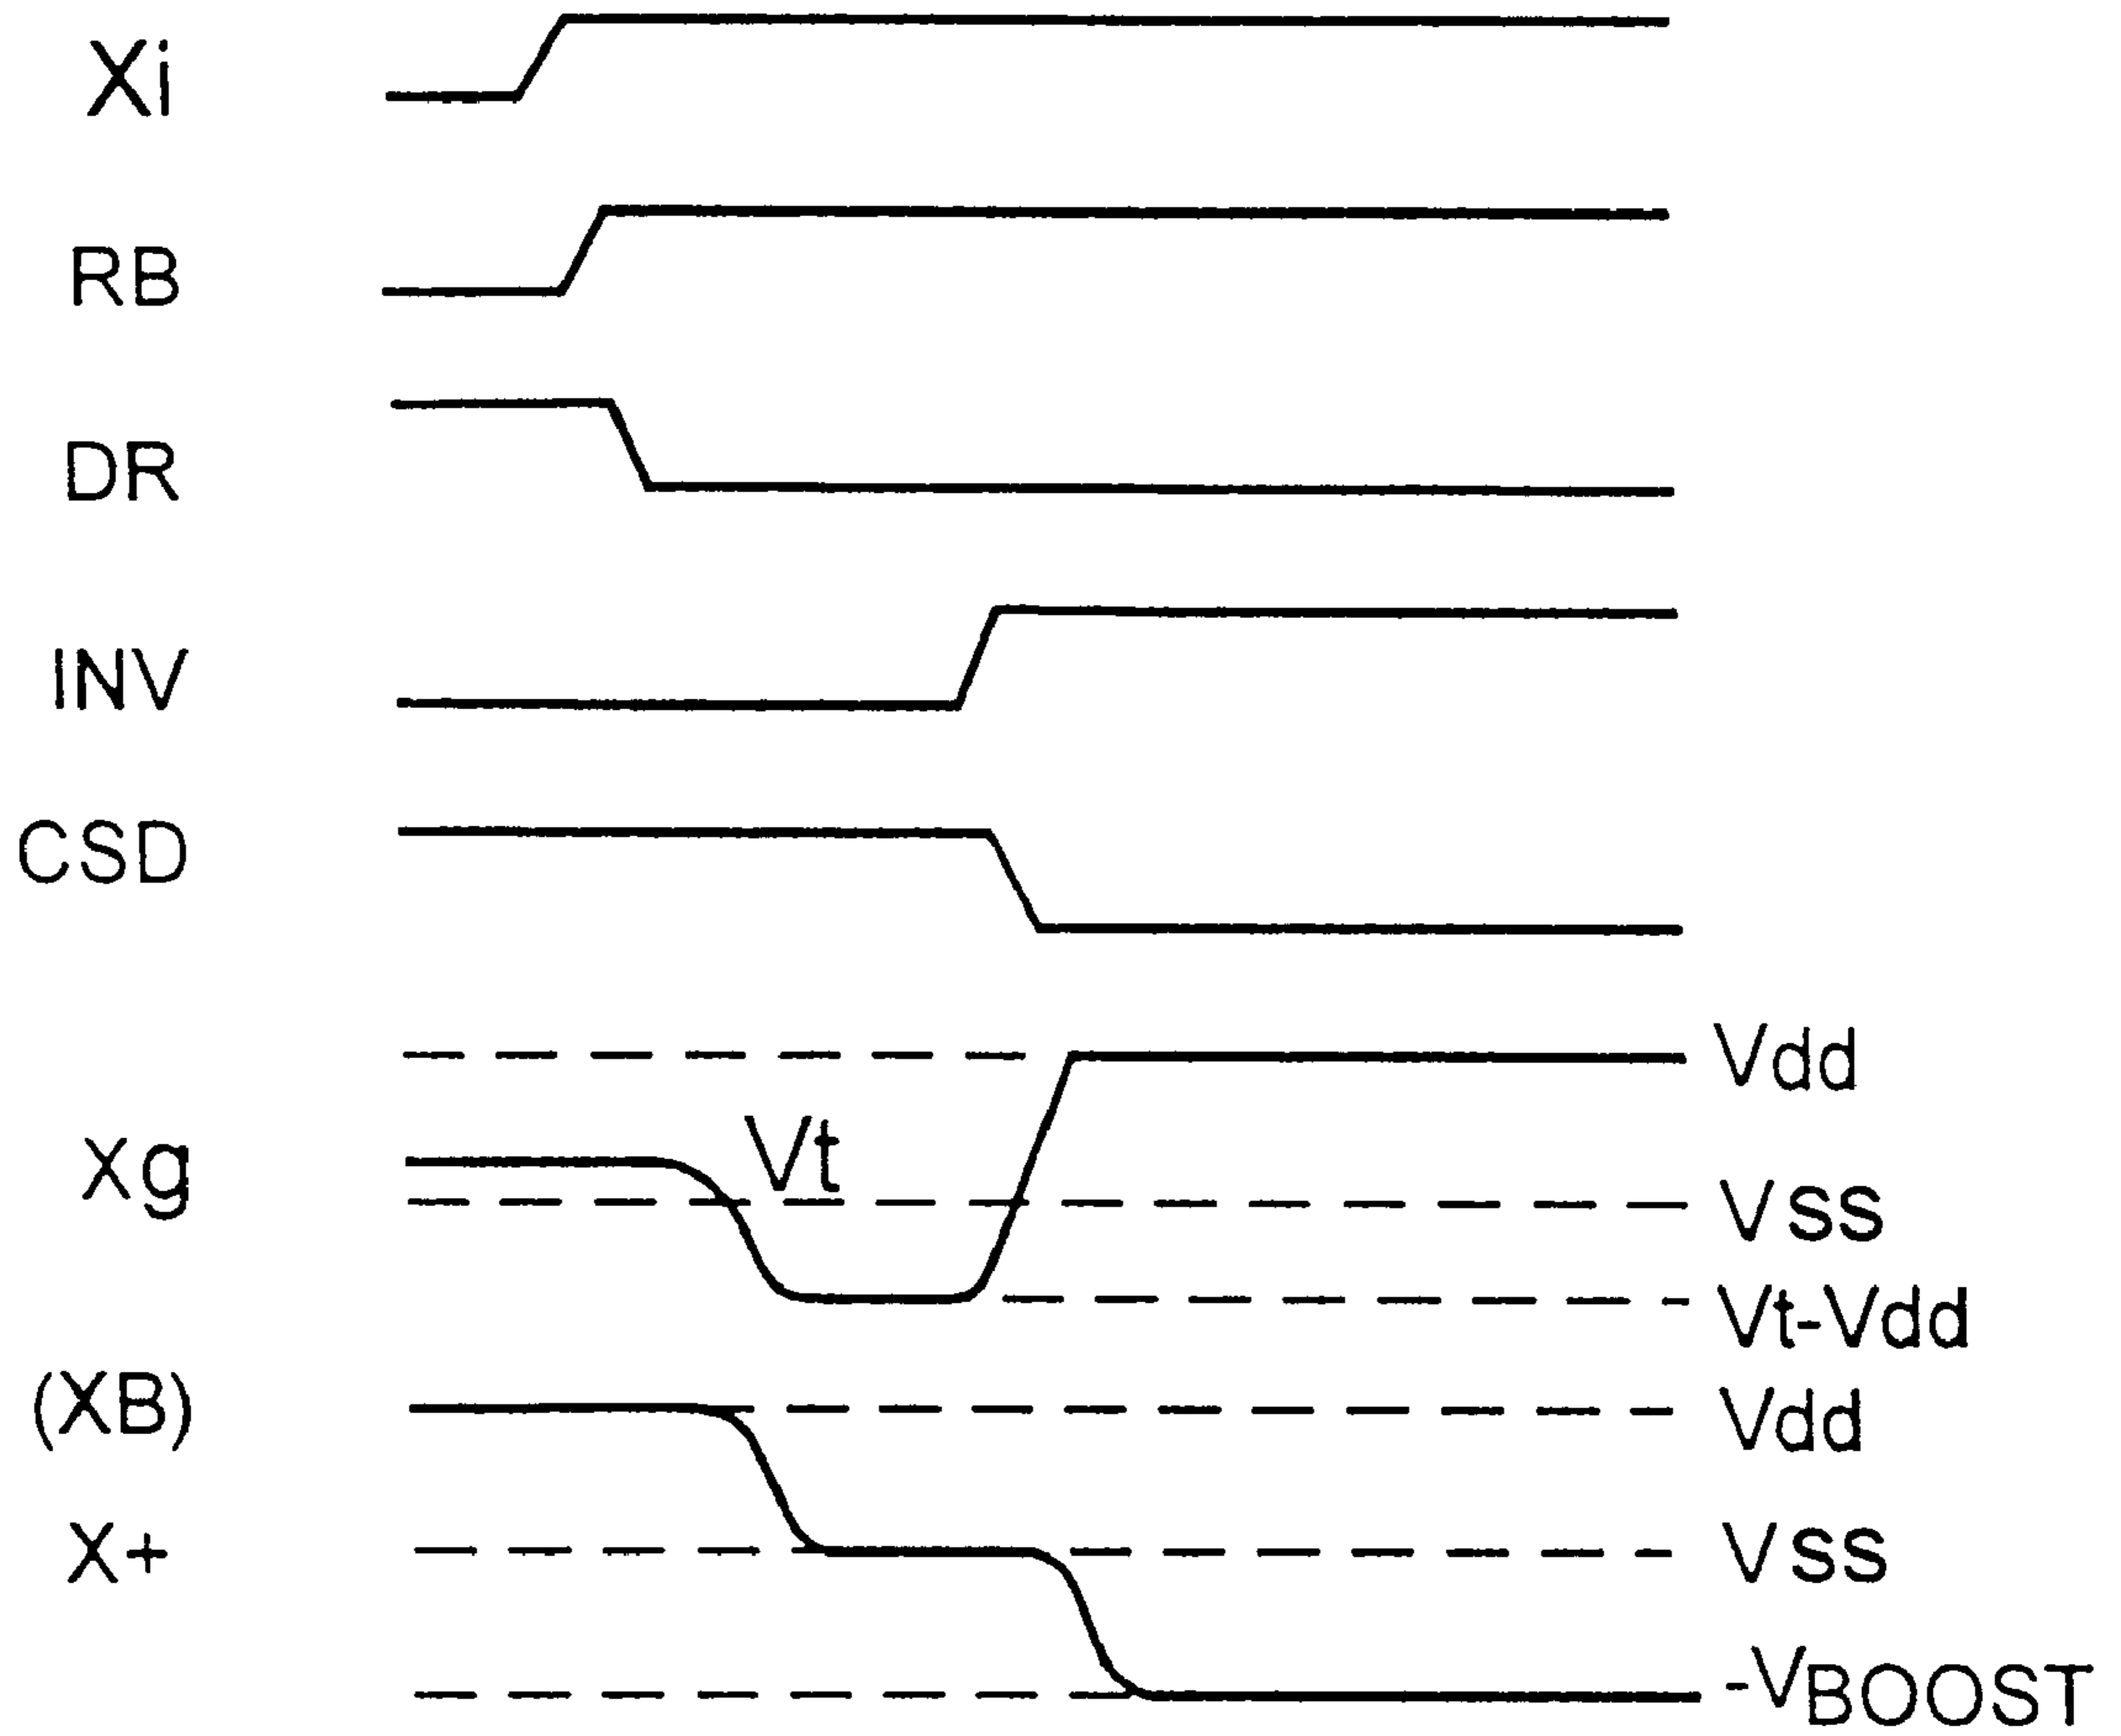 Xi
RB
DR
INV
CSD
Vdd
Xg
Vt
Vss
Vt-Vdd
(XB)
Vdd
X+
Vss
-VBOOST